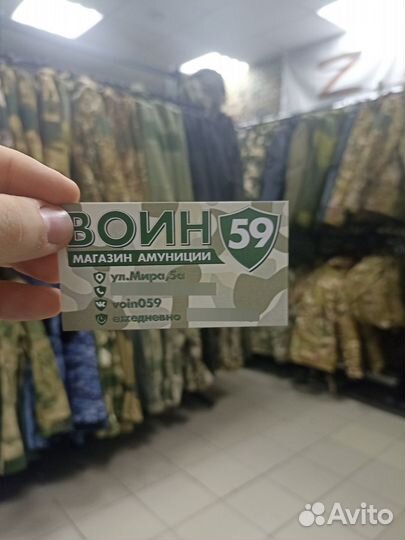 Z
ВОИН 59
МАГАЗИН АМУНИЦИИ
ул.Мира,5а
voin059
ежедневно
Avito